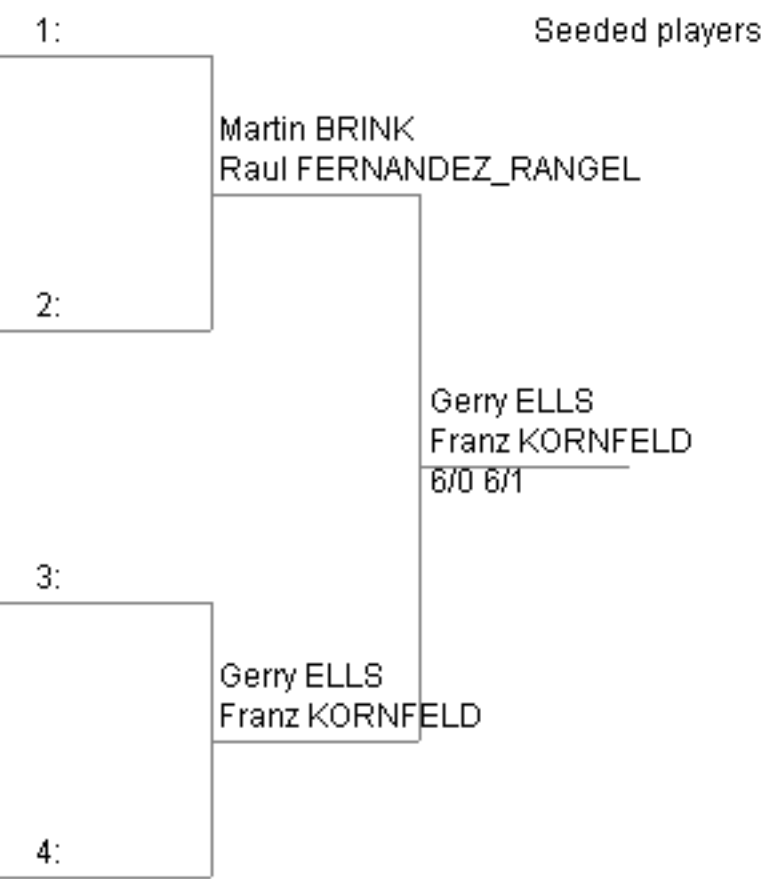 1:
Seeded players
Martin BRINK
Raul FERNANDEZ_RANGEL
2:
Gerry ELLS
Franz KORNFELD
6/0 6/1
3:
Gerry ELLS
Franz KORNFELD
4: